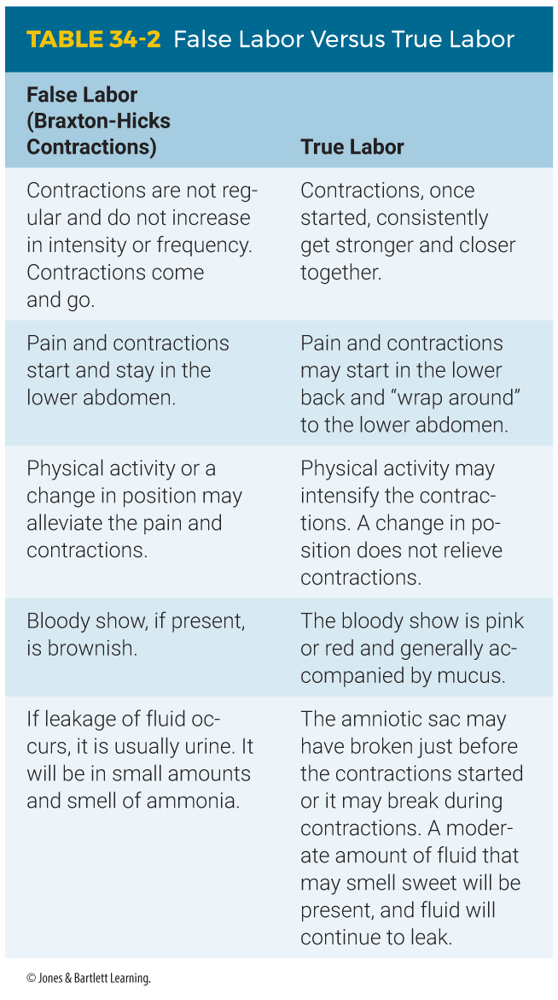 TABLE 34-2 False Labor Versus True Labor
False Labor
(Braxton-Hicks
Contractions)
True Labor
Contractions are not reg-
ular and do not increase
in intensity or frequency.
Contractions come
and go.
Contractions, once
started, consistently
get stronger and closer
together.
Pain and contractions
start and stay in the
lower abdomen.
Pain and contractions
may start in the lower
back and “wrap around”
to the lower abdomen.
Physical activity or a
change in position may
alleviate the pain and
contractions.
Physical activity may
intensify the contrac-
tions. A change in po-
sition does not relieve
contractions.
Bloody show, if present,
is brownish.
The bloody show is pink
or red and generally ac-
companied by mucus.
If leakage of fluid oc-
curs, it is usually urine. It
will be in small amounts
and smell of ammonia.
The amniotic sac may
have broken just before
the contractions started
or it may break during
contractions. A moder-
ate amount of fluid that
may smell sweet will be
present, and fluid will
continue to leak.
© Jones & Bartlett Learning.